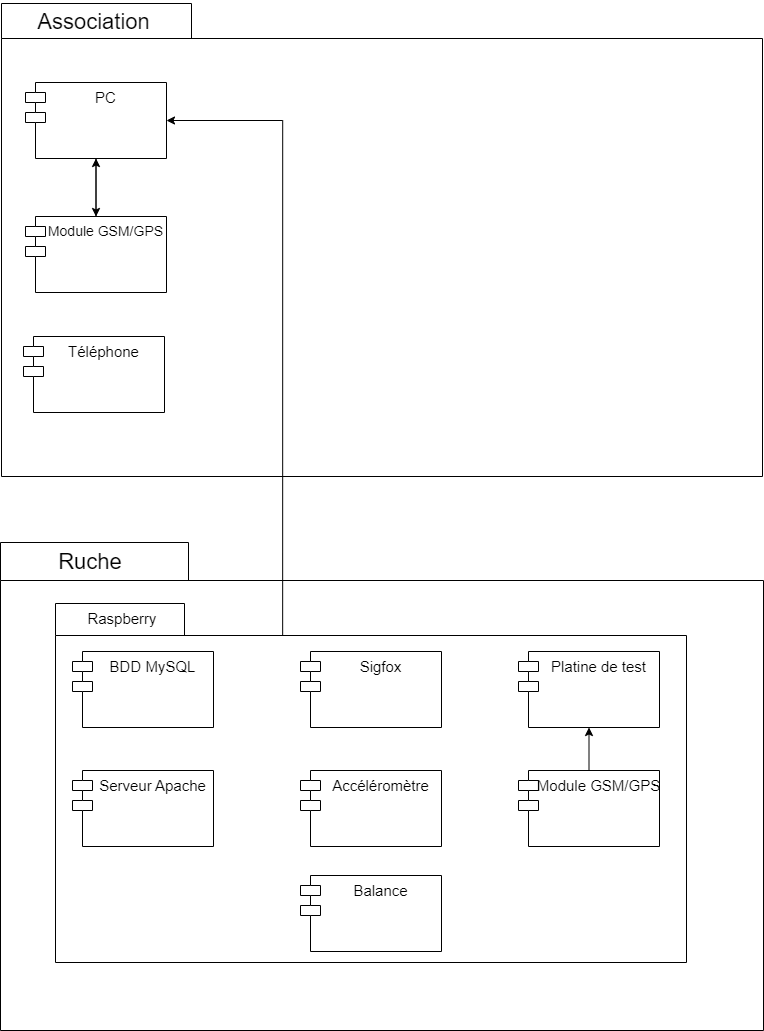 Association
PC
Module GSM/GPS
Téléphone
Ruche
Raspberry
BDD MySQL
Sigfox
Platine de test
Serveur Apache
Accéléromètre
Module GSM/GPS
Balance